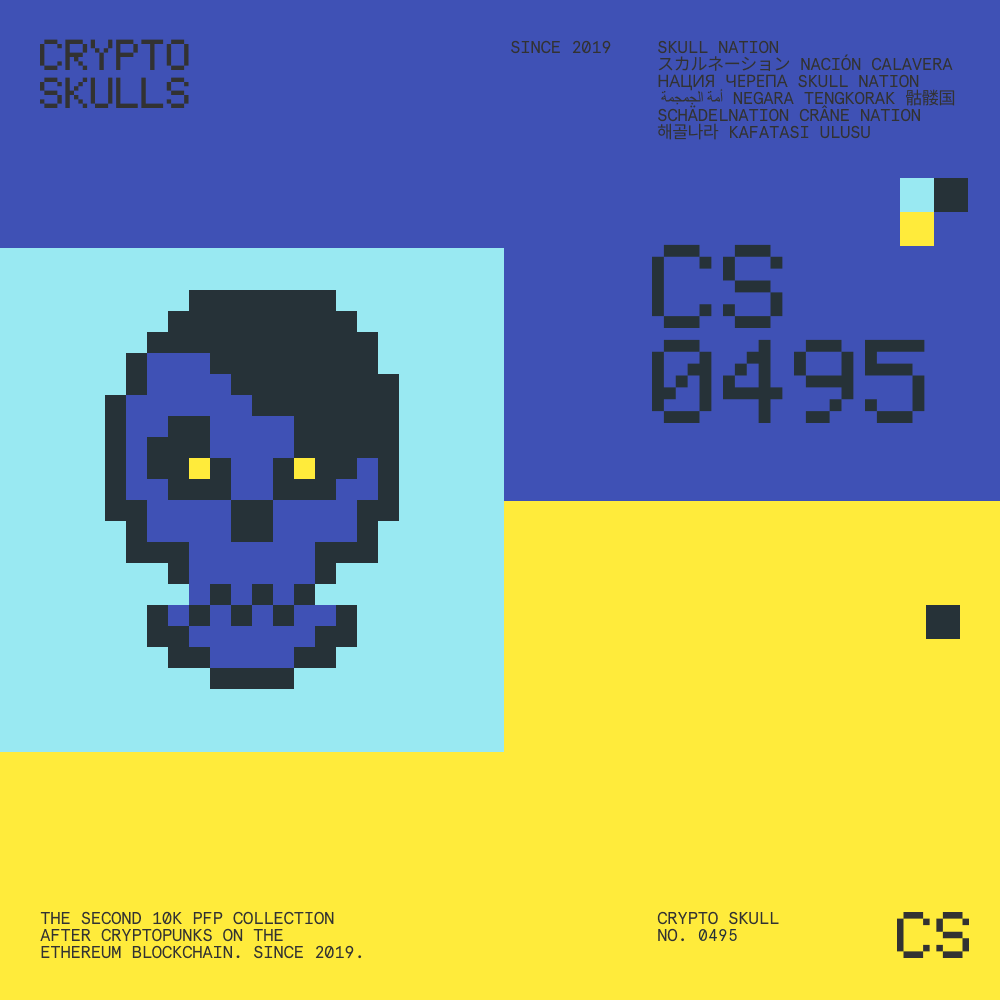 CRYPTO
SKULLS
SINCE 2019
SKULL NATION
スカルネーション NACIÓN CALAVERA
НАЦИЯ ЧЕРЕПА SKULL NATION
أمة الجمجمة NEGARA TENGKORAK 骷髅国
SCHÄDELNATION CRÂNE NATION
해골나라 KAFATASI ULUSU
CS
0495
THE SECOND 10K PFP COLLECTION
AFTER CRYPTOPUNKS ON THE
ETHEREUM BLOCKCHAIN. SINCE 2019.
CRYPTO SKULL
NO. 0495
CS